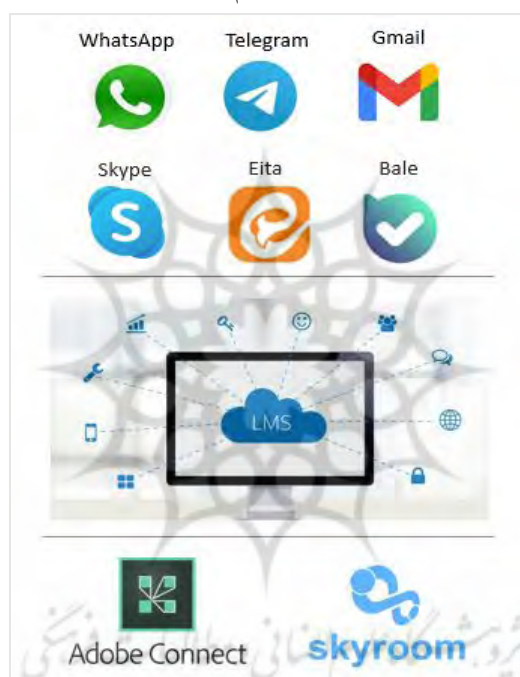 WhatsApp Telegram Gmail
Skype Eita Bale
S
LMS
Adobe Connect skyroom